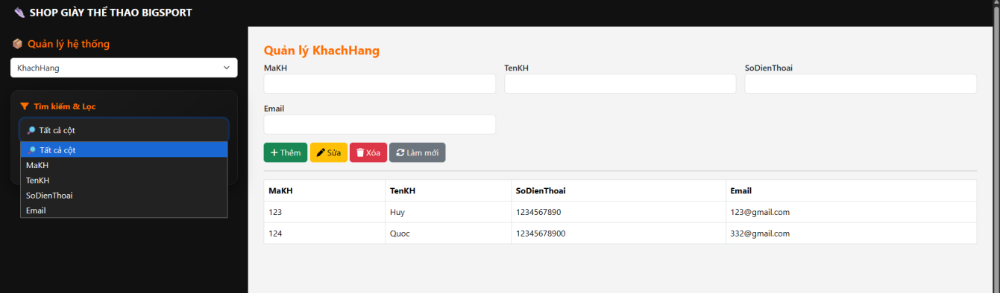 SHOP GIÀY THỂ THAO BIGSPORT
Quản lý hệ thống
KhachHang
Tìm kiếm & Lọc
Tất cả cột
Tất cả cột
MaKH
TenKH
SoDienThoai
Email
Quản lý KhachHang
MaKH TenKH SoDienThoai
Email
Thêm Sửa Xóa Làm mới
MaKH TenKH SoDienThoai Email
123 Huy 1234567890 123@gmail.com
124 Quoc 12345678900 332@gmail.com